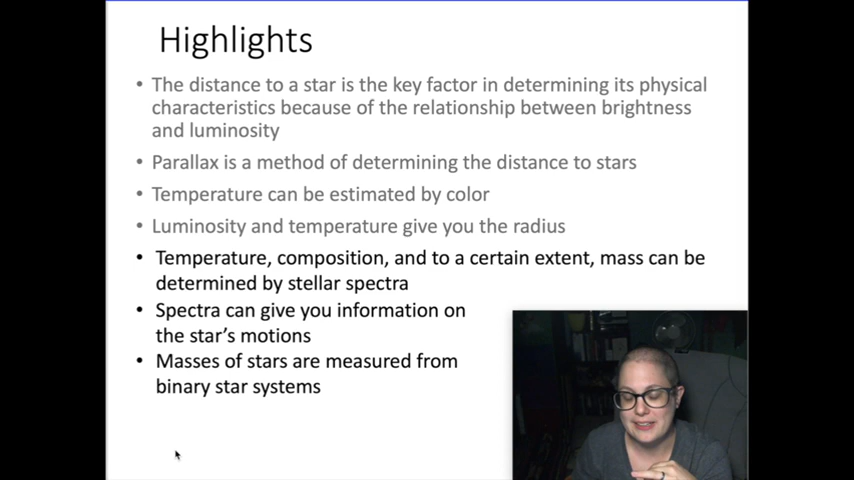 Highlights
• The distance to a star is the key factor in determining its physical
characteristics because of the relationship between brightness
and luminosity
• Parallax is a method of determining the distance to stars
• Temperature can be estimated by color
• Luminosity and temperature give you the radius
• Temperature, composition, and to a certain extent, mass can be
determined by stellar spectra
• Spectra can give you information on
the star's motions
• Masses of stars are measured from
binary star systems